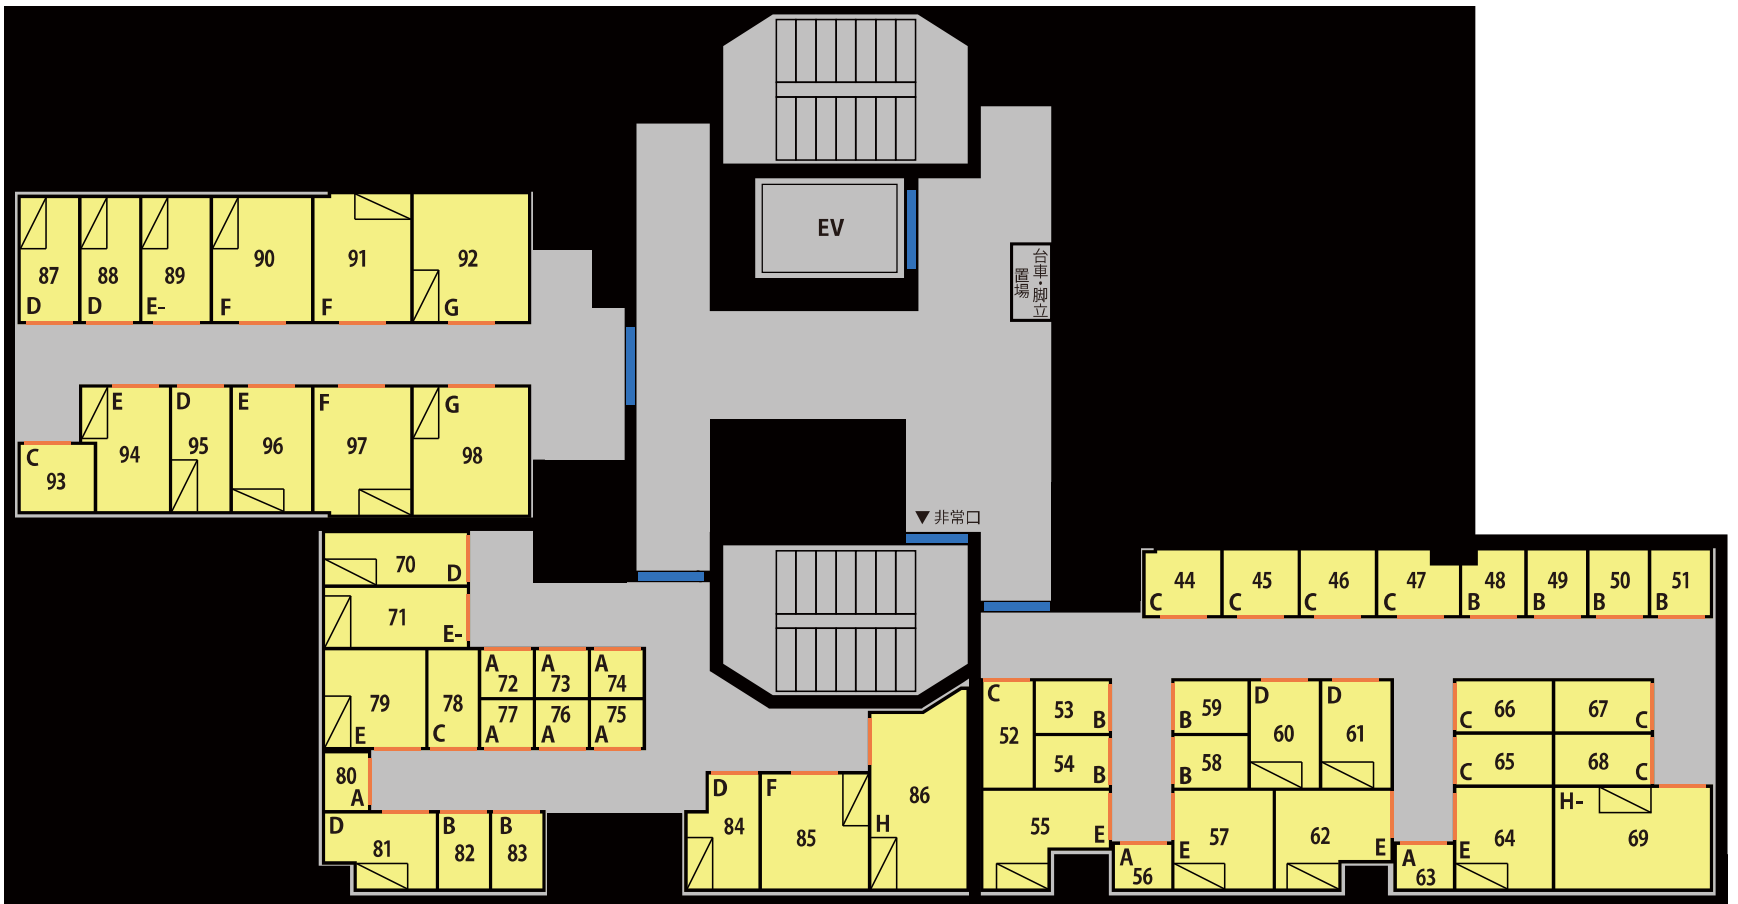 EV
台車・脚立
置場
▼非常口
87
D
88
D
89
E-
90
F
91
F
92
G
C
93
E
94
D
95
E
96
F
97
G
98
70
D
71
E-
79
E
78
C
A
72
A
73
A
74
77
A
76
A
75
A
80
A
D
81
B
82
B
83
D
84
F
85
86
H
44
C
45
C
46
C
47
C
48
B
49
B
50
B
51
B
C
52
53
B
54
B
55
E
A
56
59
B
58
B
D
60
D
61
57
E
62
E
A
63
66
C
67
C
65
C
68
C
64
E
H-
69